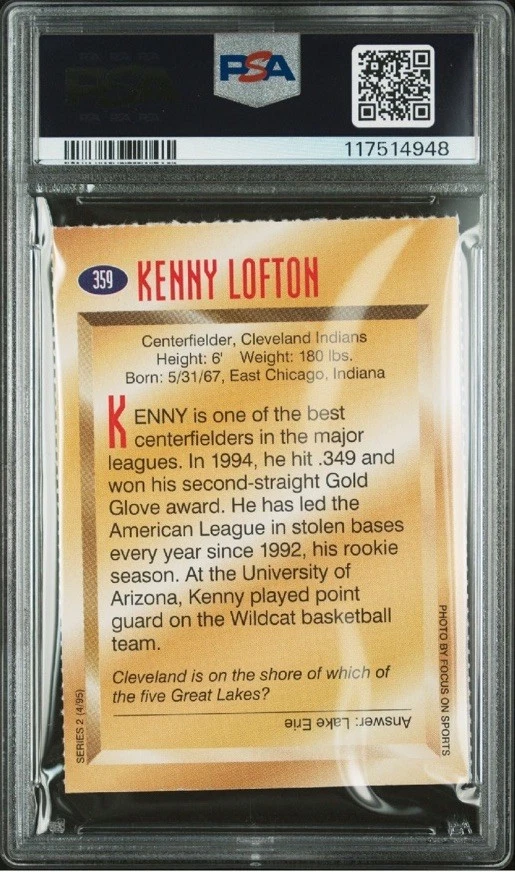 PSA
117514948
359 KENNY LOFTON
Centerfielder, Cleveland Indians
Height: 6' Weight: 180 lbs.
Born: 5/31/67, East Chicago, Indiana
KENNY is one of the best
centerfielders in the major
leagues. In 1994, he hit .349 and
won his second-straight Gold
Glove award. He has led the
American League in stolen bases
every year since 1992, his rookie
season. At the University of
Arizona, Kenny played point
guard on the Wildcat basketball
team.
Cleveland is on the shore of which of
the five Great Lakes?
Answer: Lake Erie
SERIES 2 (4/95)
PHOTO BY FOCUS ON SPORTS